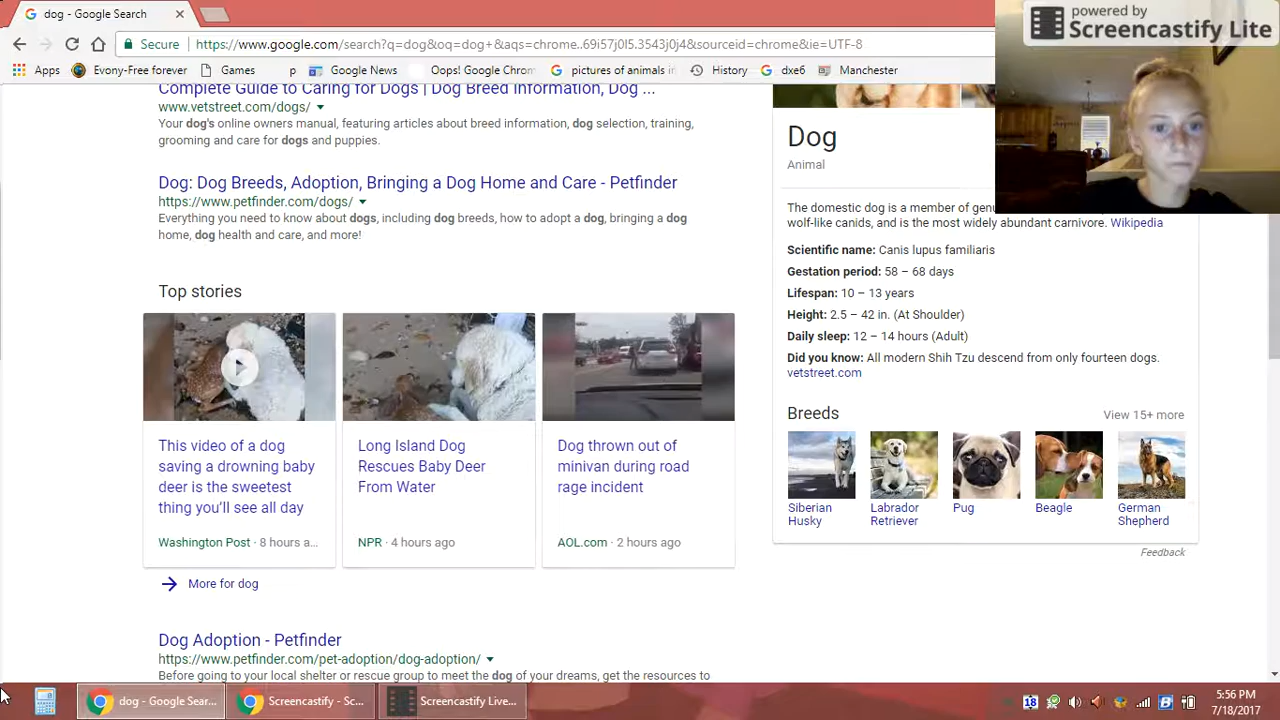 dog - Google Search
powered by
Screencastify Lite
Secure https://www.google.com/search?q=dog&oq=dog+&aqs=chrome..69i57j0l5.3543j0j4&sourceid=chrome&ie=UTF-8
Apps Evony-Free forever Games p Google News Oops! Google Chrom pictures of animals i History dxe6 Manchester
Complete Guide to Caring for Dogs | Dog Breed Information, Dog ...
www.vetstreet.com/dogs/
Your dog's online owners manual, featuring articles about breed information, dog selection, training,
grooming and care for dogs and puppies.
Dog: Dog Breeds, Adoption, Bringing a Dog Home and Care - Petfinder
https://www.petfinder.com/dogs/
Everything you need to know about dogs, including dog breeds, how to adopt a dog, bringing a dog
home, dog health and care, and more!
Top stories
This video of a dog
saving a drowning baby
deer is the sweetest
thing you'll see all day
Washington Post · 8 hours a...
Long Island Dog
Rescues Baby Deer
From Water
NPR · 4 hours ago
Dog thrown out of
minivan during road
rage incident
AOL.com · 2 hours ago
More for dog
Dog Adoption - Petfinder
https://www.petfinder.com/pet-adoption/dog-adoption/
Before going to your local shelter or rescue group to meet the dog of your dreams, get the resources to
Dog
Animal
The domestic dog is a member of genu
wolf-like canids, and is the most widely abundant carnivore. Wikipedia
Scientific name: Canis lupus familiaris
Gestation period: 58 – 68 days
Lifespan: 10 – 13 years
Height: 2.5 – 42 in. (At Shoulder)
Daily sleep: 12 – 14 hours (Adult)
Did you know: All modern Shih Tzu descend from only fourteen dogs.
vetstreet.com
Breeds View 15+ more
Siberian
Husky
Labrador
Retriever
Pug
Beagle
German
Shepherd
Feedback
dog - Google Sear... Screencastify - Sc... Screencastify Live...
18
5:56 PM
7/18/2017